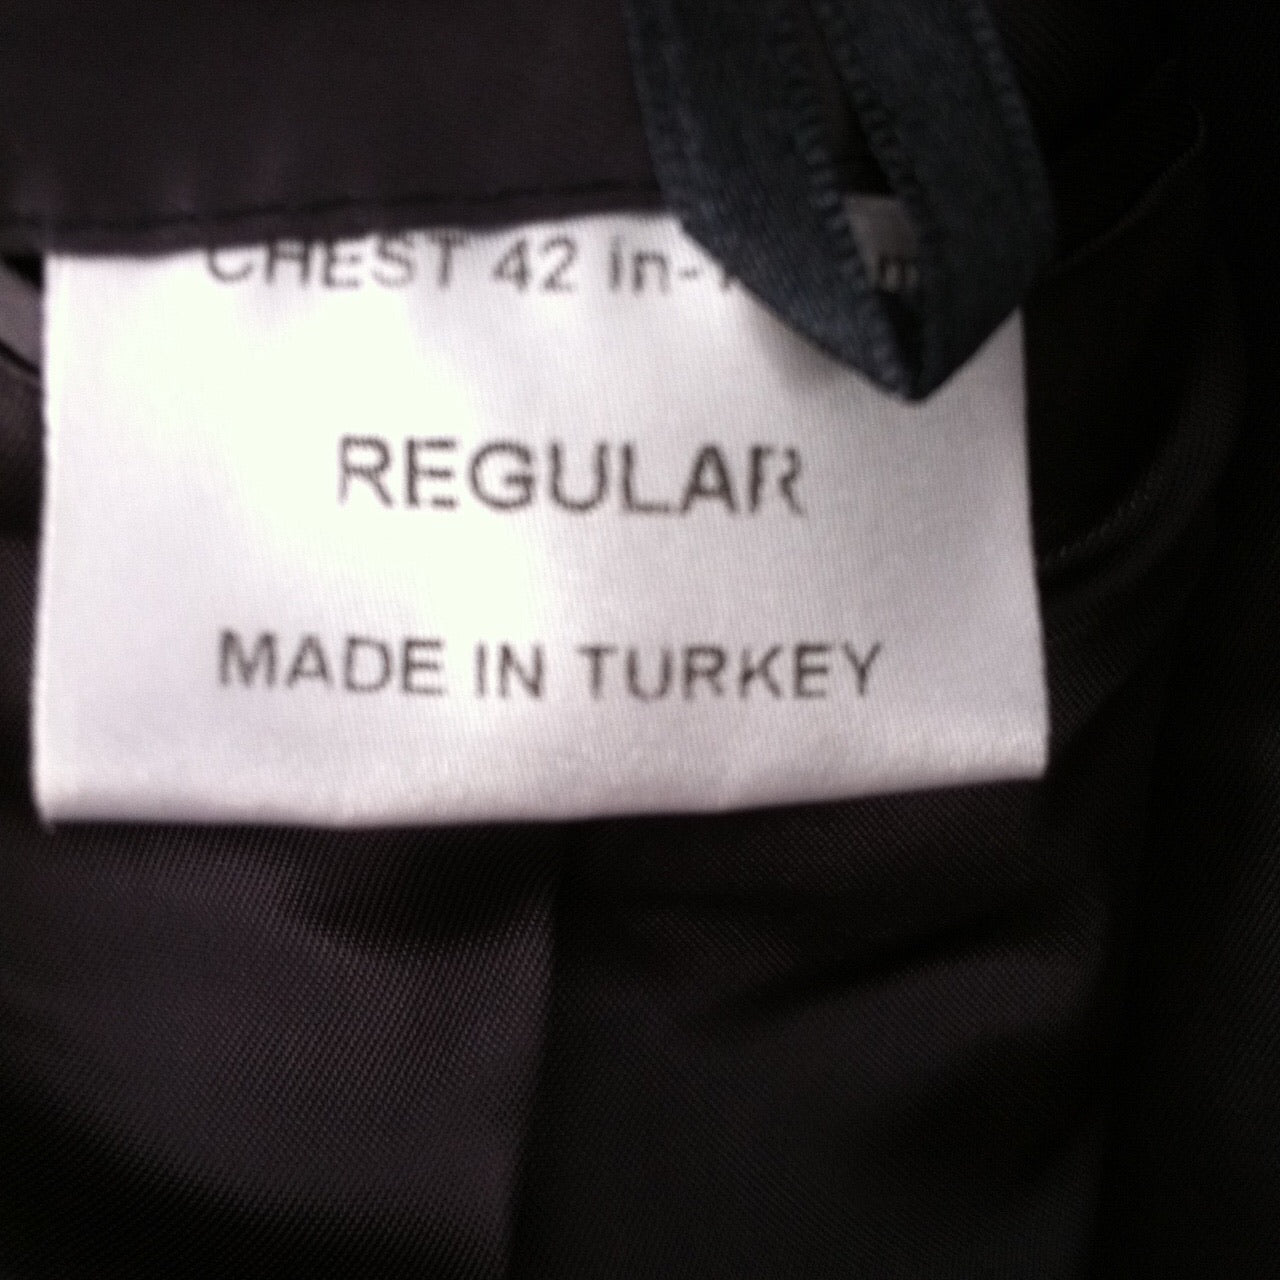 CHEST 42 in-
REGULAR
MADE IN TURKEY